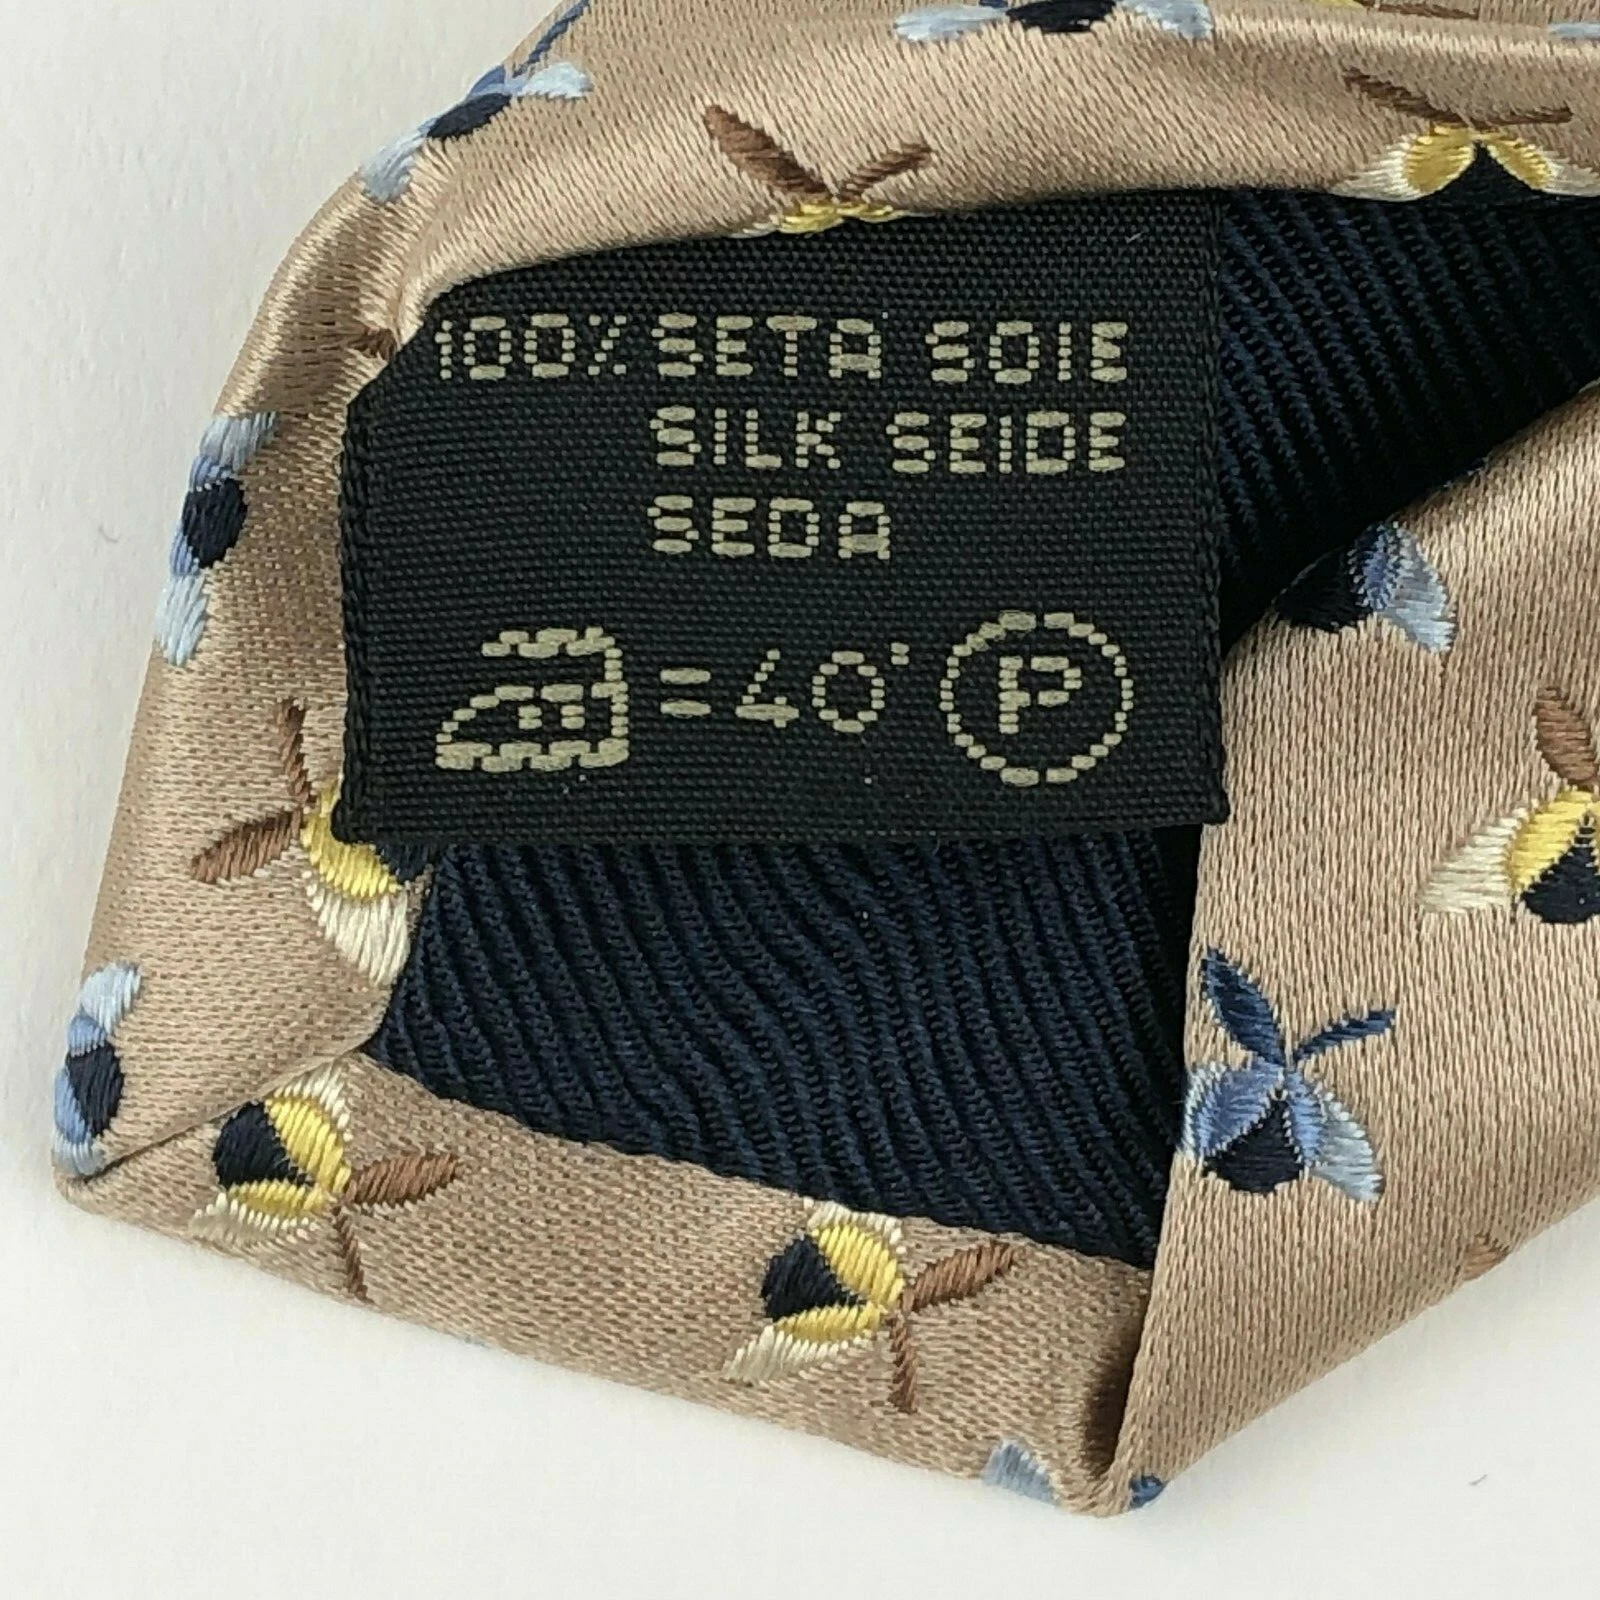 100% SETA SOIE
SILK SEIDE
SEDA
=40° P